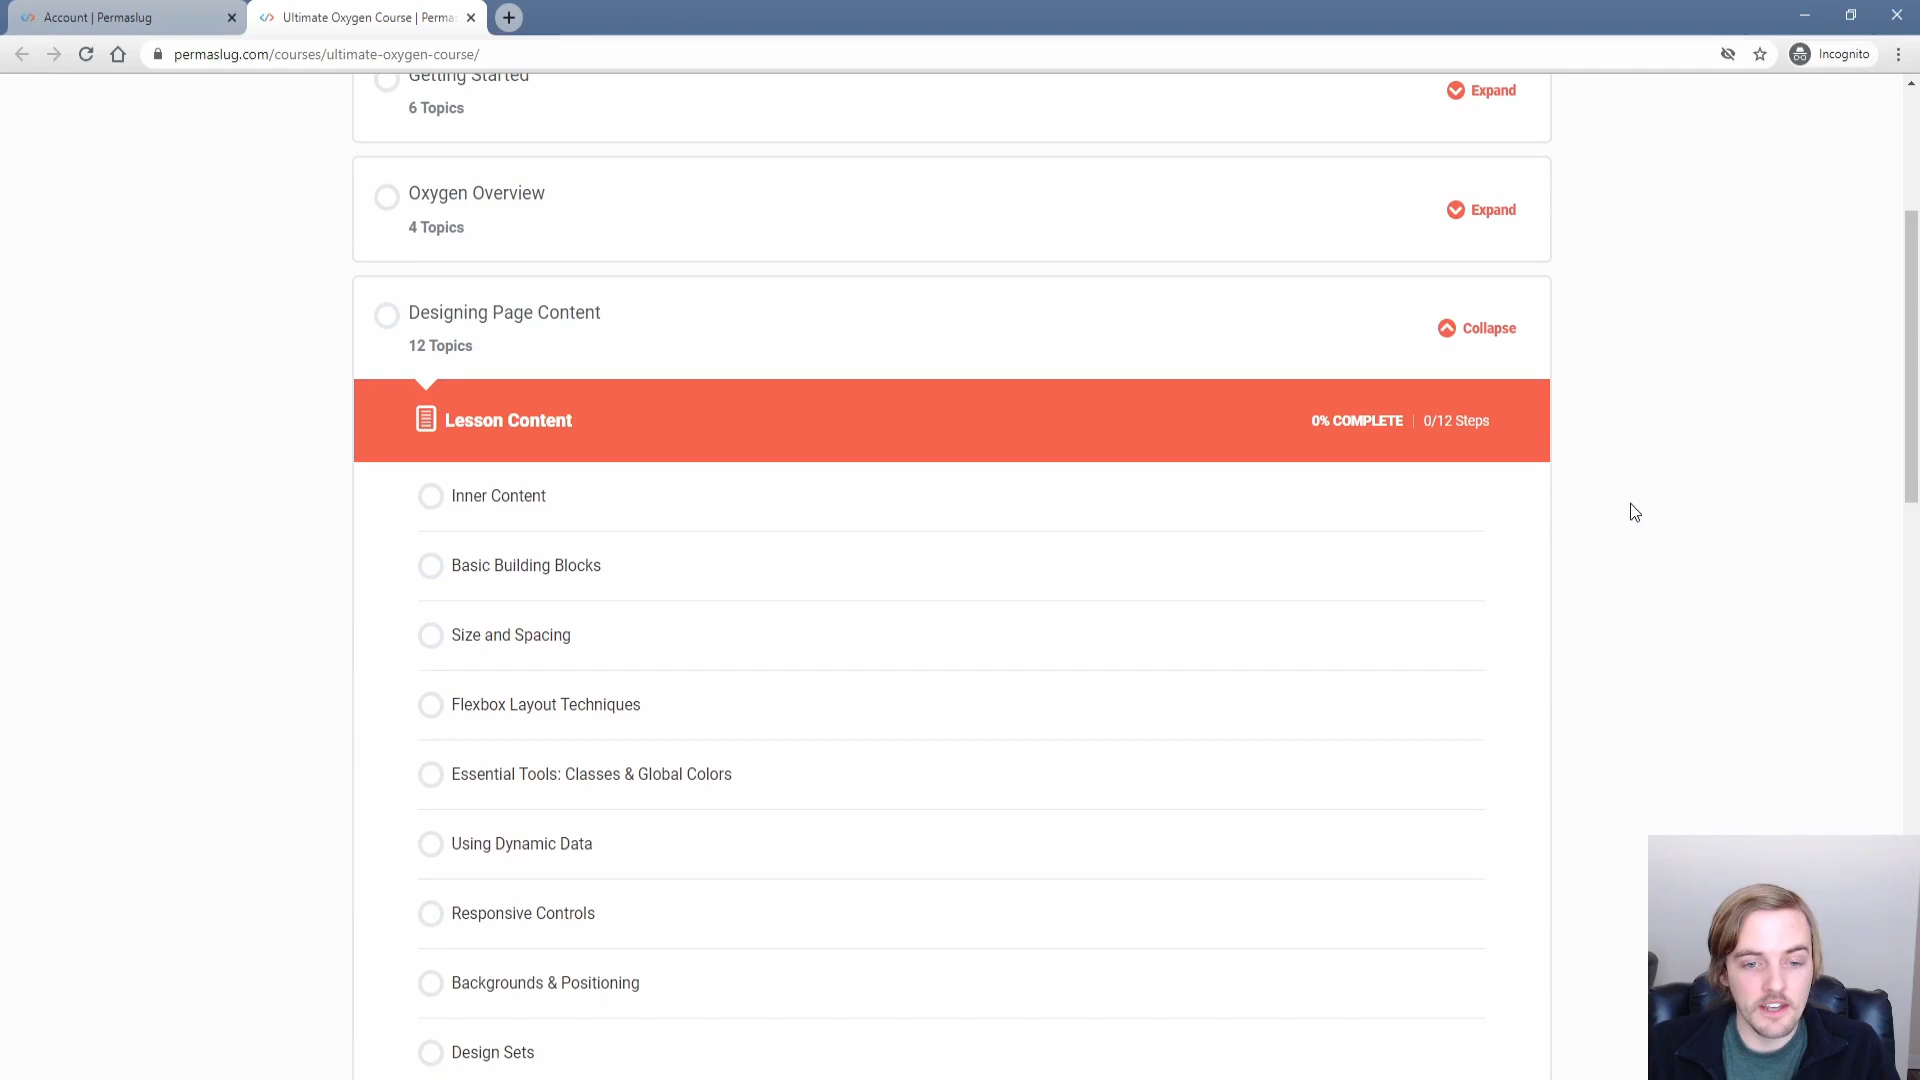 Account | Permaslug
Ultimate Oxygen Course | Perma
permaslug.com/courses/ultimate-oxygen-course/
Incognito
Getting Started
6 Topics
Expand
Oxygen Overview
4 Topics
Expand
Designing Page Content
12 Topics
Collapse
Lesson Content
0% COMPLETE | 0/12 Steps
Inner Content
Basic Building Blocks
Size and Spacing
Flexbox Layout Techniques
Essential Tools: Classes & Global Colors
Using Dynamic Data
Responsive Controls
Backgrounds & Positioning
Design Sets